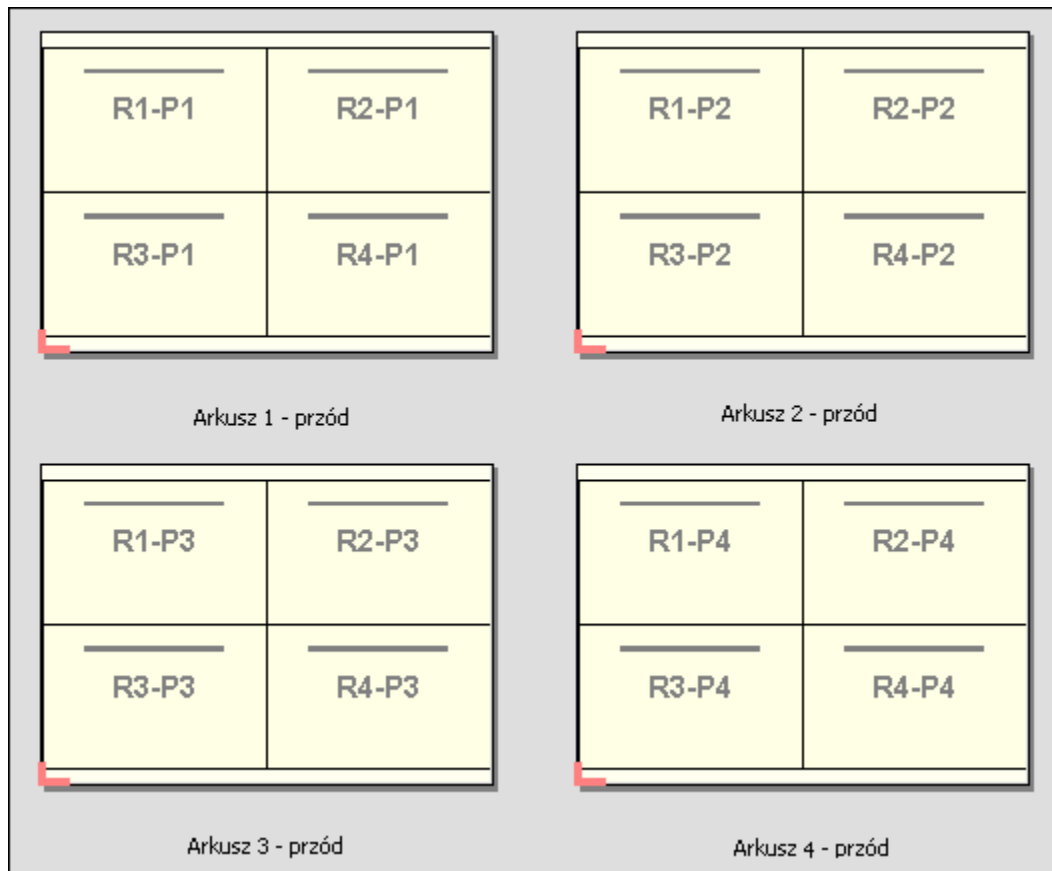 R1-P1 R2-P1
R3-P1 R4-P1
Arkusz 1 - przód
R1-P2 R2-P2
R3-P2 R4-P2
Arkusz 2 - przód
R1-P3 R2-P3
R3-P3 R4-P3
Arkusz 3 - przód
R1-P4 R2-P4
R3-P4 R4-P4
Arkusz 4 - przód